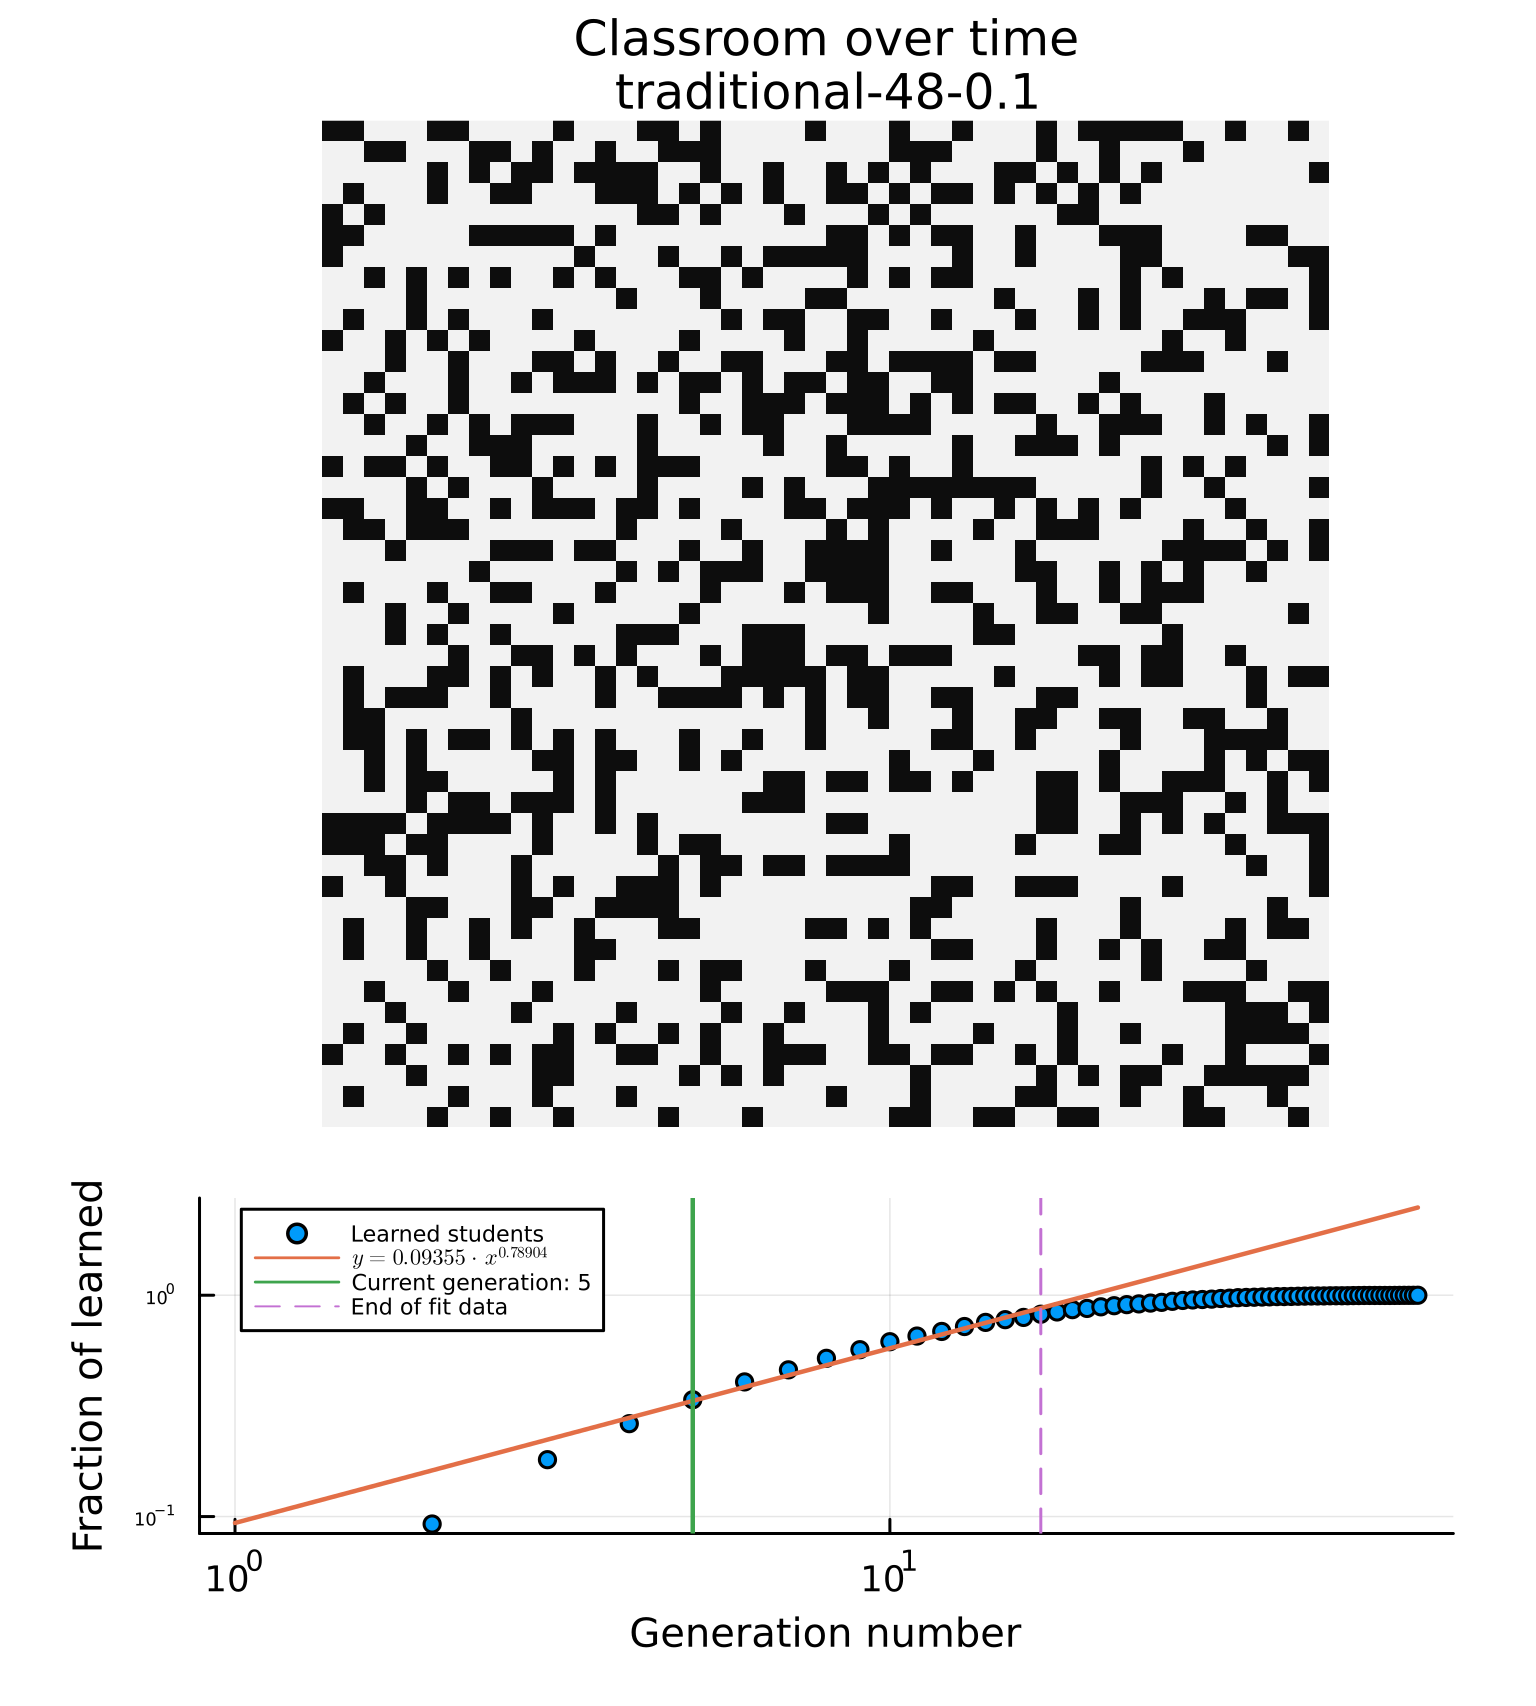 Classroom over time
traditional-48-0.1
Fraction of learned
Learned students
y = 0.09355 · x^0.78904
Current generation: 5
End of fit data
10^0
10^−1
10^0
10^1
Generation number